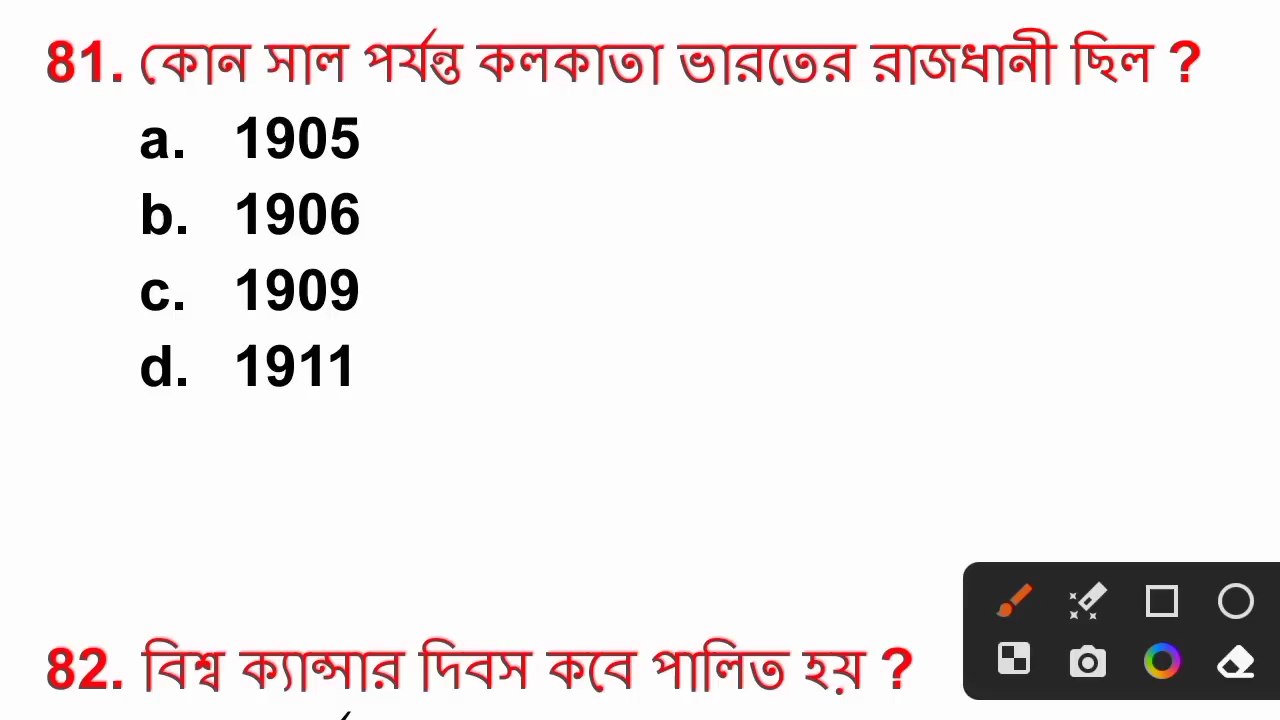 81. কোন সাল পর্যন্ত কলকাতা ভারতের রাজধানী ছিল ?
a. 1905
b. 1906
c. 1909
d. 1911
82. বিশ্ব ক্যান্সার দিবস কবে পালিত হয় ?